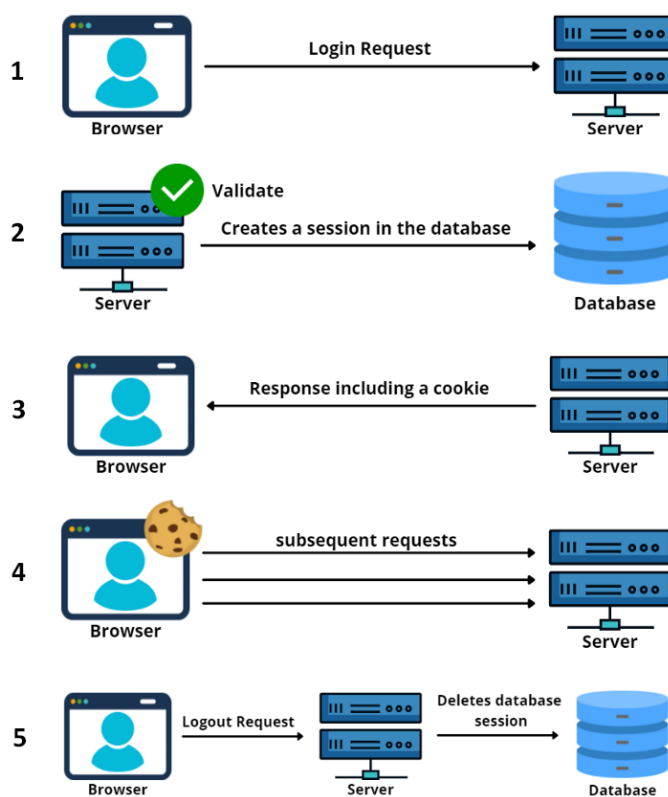 1
Login Request
Browser
Server
2
Validate
Creates a session in the database
Server
Database
3
Response including a cookie
Browser
Server
4
subsequent requests
Browser
Server
5
Logout Request
Deletes database
session
Browser
Server
Database